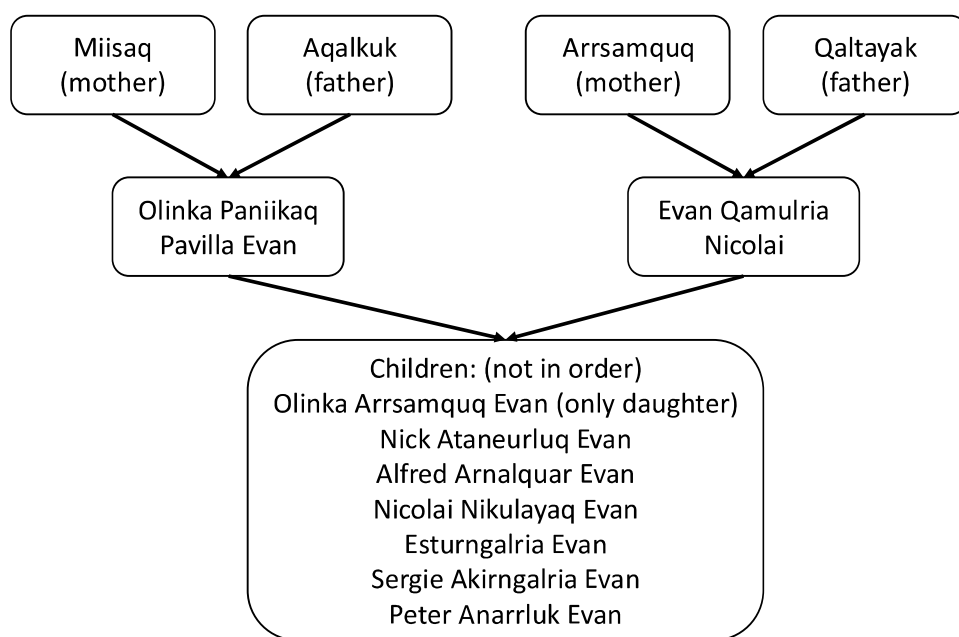 Miisaq
(mother)
Aqalkuk
(father)
Arrsamquq
(mother)
Qaltayak
(father)
Olinka Paniikaq
Pavilla Evan
Evan Qamulria
Nicolai
Children: (not in order)
Olinka Arrsamquq Evan (only daughter)
Nick Ataneurluq Evan
Alfred Arnalquar Evan
Nicolai Nikulayaq Evan
Esturngalria Evan
Sergie Akirngalria Evan
Peter Anarrluk Evan